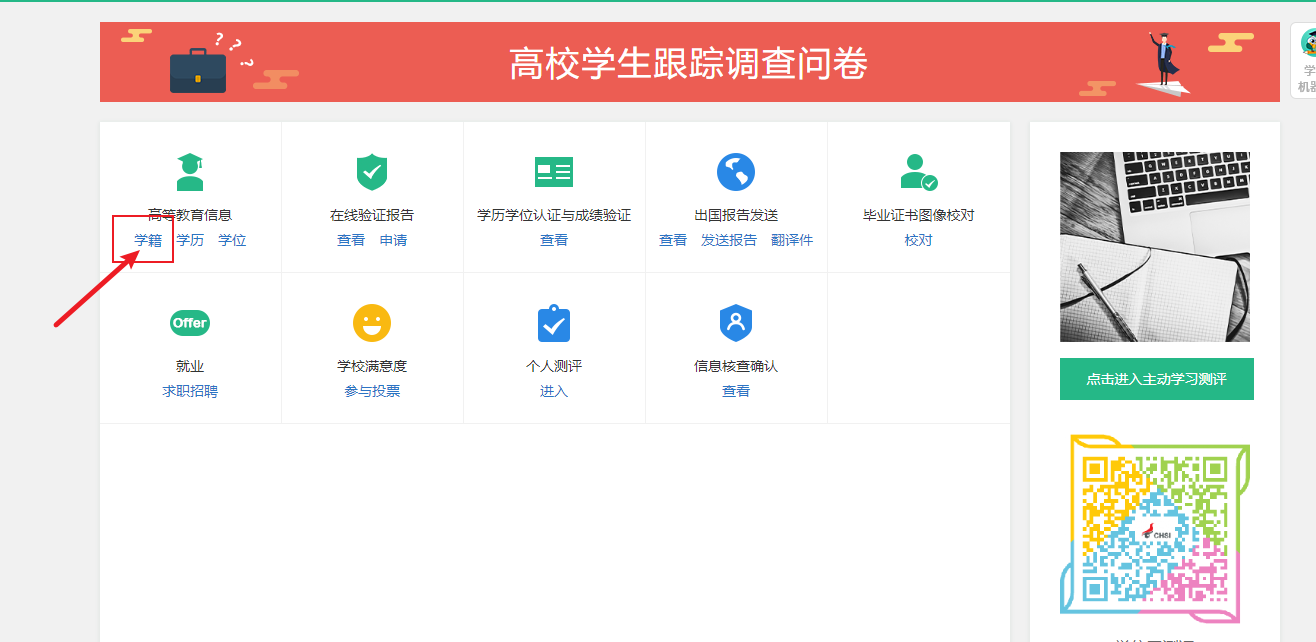 高校学生跟踪调查问卷
高等教育信息
学籍 学历 学位
在线验证报告
查看 申请
学历学位认证与成绩验证
查看
出国报告发送
查看 发送报告 翻译件
毕业证书图像校对
校对
Offer
就业
求职招聘
学校满意度
参与投票
个人测评
进入
信息核查确认
查看
点击进入主动学习测评
CHSI